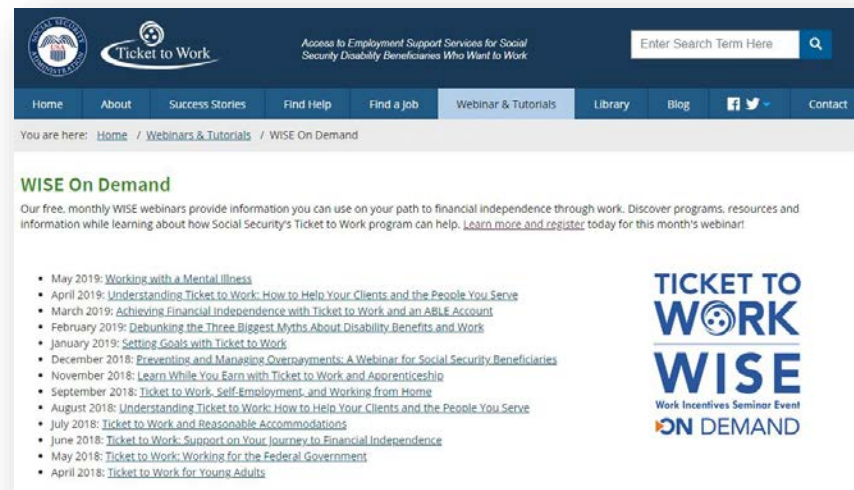 SOCIAL SECURITY ADMINISTRATION
USA
Ticket to Work
Access to Employment Support Services for Social
Security Disability Beneficiaries Who Want to Work
Enter Search Term Here
Home About Success Stories Find Help Find a Job Webinar & Tutorials Library Blog Contact
You are here: Home / Webinars & Tutorials / WISE On Demand
WISE On Demand
Our free, monthly WISE webinars provide information you can use on your path to financial independence through work. Discover programs, resources and
information while learning about how Social Security's Ticket to Work program can help. Learn more and register today for this month's webinar!
• May 2019: Working with a Mental Illness
• April 2019: Understanding Ticket to Work: How to Help Your Clients and the People You Serve
• March 2019: Achieving Financial Independence with Ticket to Work and an ABLE Account
• February 2019: Debunking the Three Biggest Myths About Disability Benefits and Work
• January 2019: Setting Goals with Ticket to Work
• December 2018: Preventing and Managing Overpayments: A Webinar for Social Security Beneficiaries
• November 2018: Learn While You Earn with Ticket to Work and Apprenticeship
• September 2018: Ticket to Work, Self-Employment, and Working from Home
• August 2018: Understanding Ticket to Work: How to Help Your Clients and the People You Serve
• July 2018: Ticket to Work and Reasonable Accommodations
• June 2018: Ticket to Work: Support on Your Journey to Financial Independence
• May 2018: Ticket to Work: Working for the Federal Government
• April 2018: Ticket to Work for Young Adults
TICKET TO
WORK
WISE
Work Incentives Seminar Event
ON DEMAND